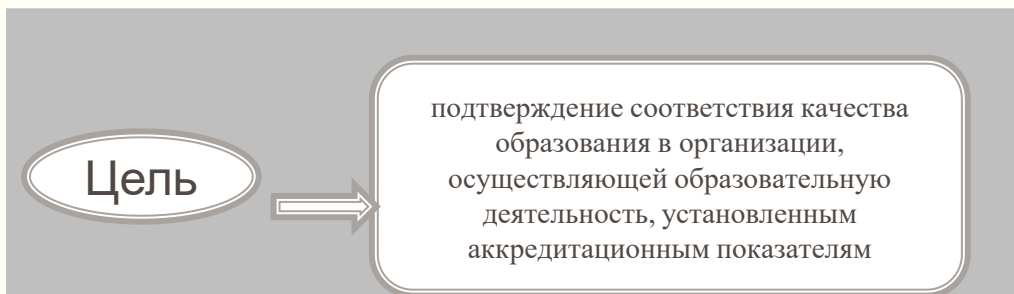 Цель
подтверждение соответствия качества
образования в организации,
осуществляющей образовательную
деятельность, установленным
аккредитационным показателям